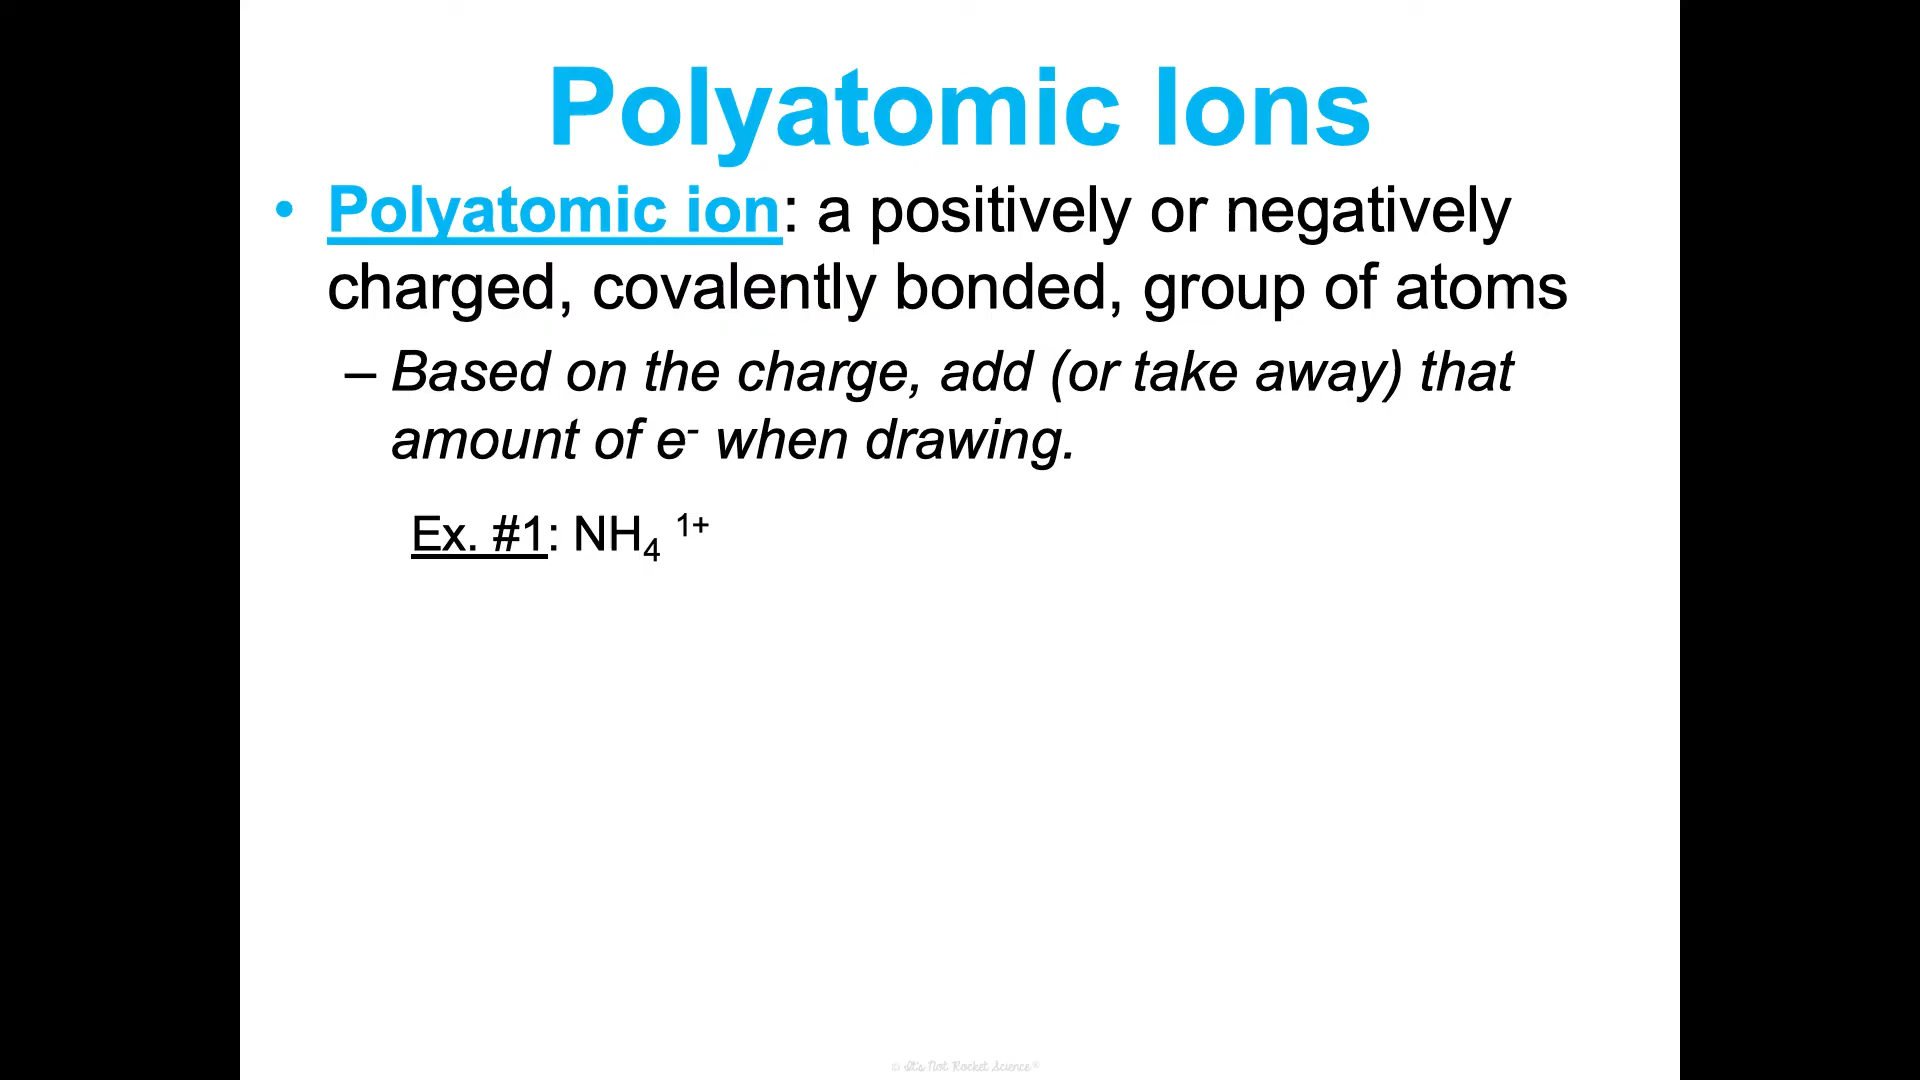 Polyatomic Ions
• Polyatomic ion: a positively or negatively
charged, covalently bonded, group of atoms
– Based on the charge, add (or take away) that
amount of e⁻ when drawing.
Ex. #1: NH₄ ¹⁺
© It's Not Rocket Science®